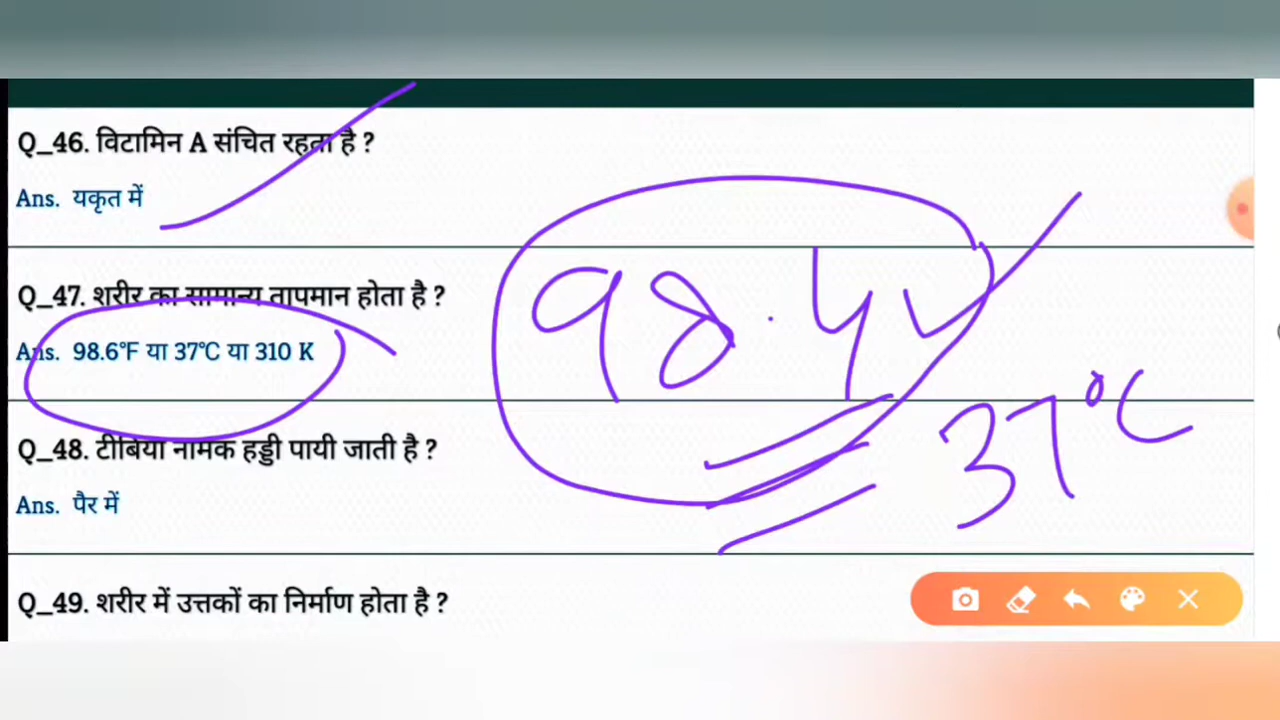 Q_46. विटामिन A संचित रहता है ?
Ans. यकृत में
Q_47. शरीर का सामान्य तापमान होता है ?
Ans. 98.6°F या 37°C या 310 K
98.4
37°C
Q_48. टीबिया नामक हड्डी पायी जाती है ?
Ans. पैर में
Q_49. शरीर में उत्तकों का निर्माण होता है ?